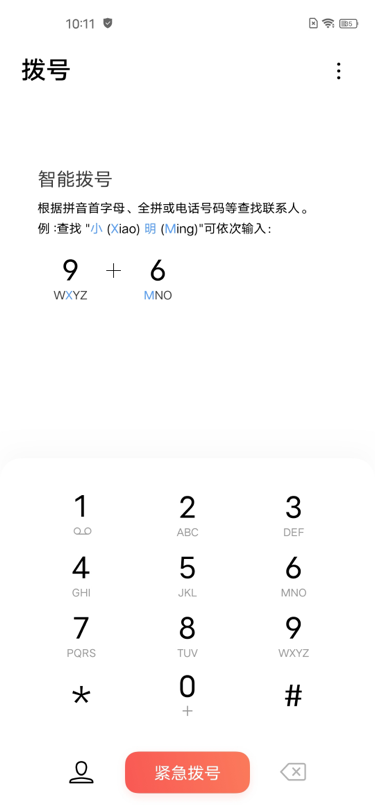 10:11
85
拨号
智能拨号
根据拼音首字母、全拼或电话号码等查找联系人。
例:查找 "小 (Xiao) 明 (Ming)"可依次输入:
9 + 6
WXYZ MNO
1 2 3
ABC DEF
4 5 6
GHI JKL MNO
7 8 9
PQRS TUV WXYZ
* 0 #
+
紧急拨号